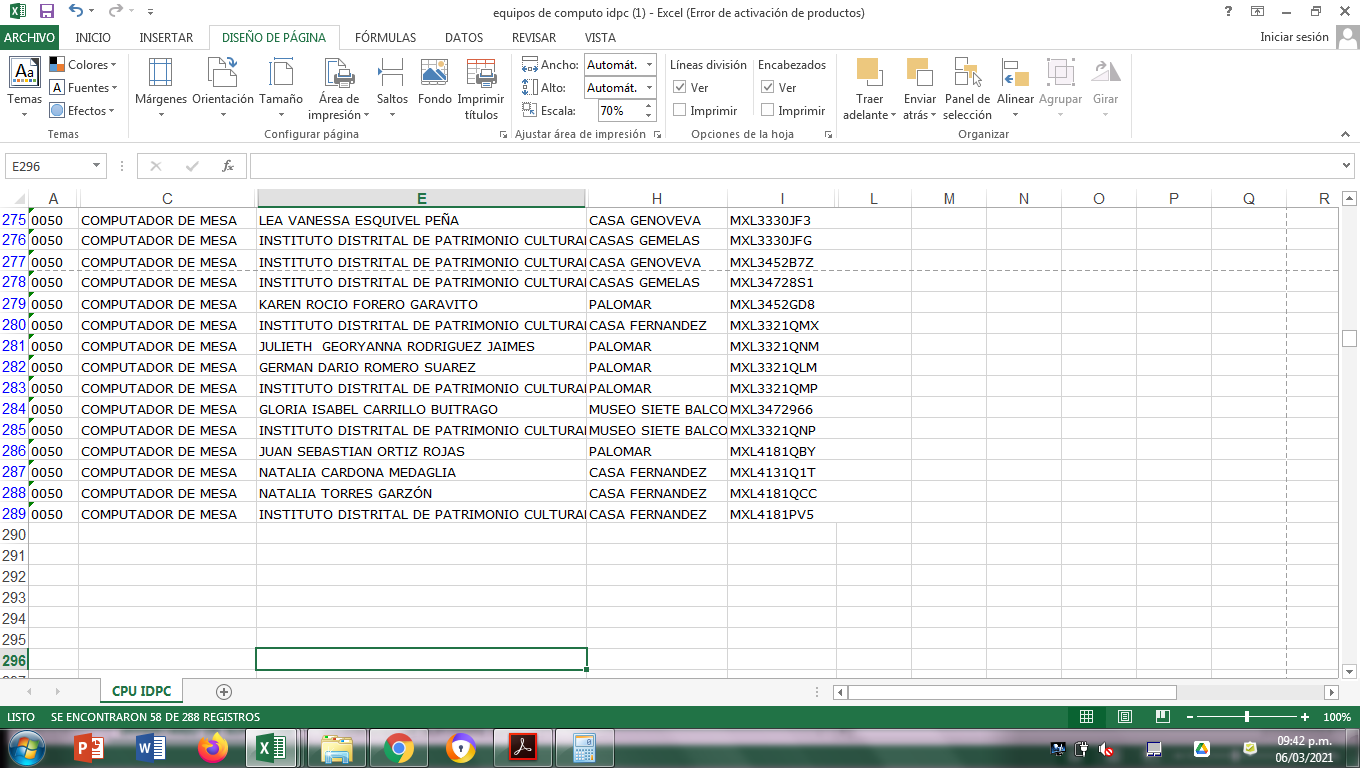 equipos de computo idpc (1) - Excel (Error de activación de productos)
ARCHIVO INICIO INSERTAR DISEÑO DE PÁGINA FÓRMULAS DATOS REVISAR VISTA Iniciar sesión
Colores Ancho: Automát. Líneas división Encabezados
Aa Fuentes Alto: Automát. Ver Ver
Temas Efectos Márgenes Orientación Tamaño Área de impresión Saltos Fondo Imprimir títulos Escala: 70% Imprimir Imprimir Traer adelante Enviar atrás Panel de selección Alinear Agrupar Girar
Temas Configurar página Ajustar área de impresión Opciones de la hoja Organizar
E296 fx
A C E H I L M N O P Q R
275 0050 COMPUTADOR DE MESA LEA VANESSA ESQUIVEL PEÑA CASA GENOVEVA MXL3330JF3
276 0050 COMPUTADOR DE MESA INSTITUTO DISTRITAL DE PATRIMONIO CULTURAL CASAS GEMELAS MXL3330JFG
277 0050 COMPUTADOR DE MESA INSTITUTO DISTRITAL DE PATRIMONIO CULTURAL CASA GENOVEVA MXL3452B7Z
278 0050 COMPUTADOR DE MESA INSTITUTO DISTRITAL DE PATRIMONIO CULTURAL CASAS GEMELAS MXL34728S1
279 0050 COMPUTADOR DE MESA KAREN ROCIO FORERO GARAVITO PALOMAR MXL3452GD8
280 0050 COMPUTADOR DE MESA INSTITUTO DISTRITAL DE PATRIMONIO CULTURAL CASA FERNANDEZ MXL3321QMX
281 0050 COMPUTADOR DE MESA JULIETH GEORYANNA RODRIGUEZ JAIMES PALOMAR MXL3321QNM
282 0050 COMPUTADOR DE MESA GERMAN DARIO ROMERO SUAREZ PALOMAR MXL3321QLM
283 0050 COMPUTADOR DE MESA INSTITUTO DISTRITAL DE PATRIMONIO CULTURAL PALOMAR MXL3321QMP
284 0050 COMPUTADOR DE MESA GLORIA ISABEL CARRILLO BUITRAGO MUSEO SIETE BALCO MXL3472966
285 0050 COMPUTADOR DE MESA INSTITUTO DISTRITAL DE PATRIMONIO CULTURAL MUSEO SIETE BALCO MXL3321QNP
286 0050 COMPUTADOR DE MESA JUAN SEBASTIAN ORTIZ ROJAS PALOMAR MXL4181QBY
287 0050 COMPUTADOR DE MESA NATALIA CARDONA MEDAGLIA CASA FERNANDEZ MXL4131Q1T
288 0050 COMPUTADOR DE MESA NATALIA TORRES GARZÓN CASA FERNANDEZ MXL4181QCC
289 0050 COMPUTADOR DE MESA INSTITUTO DISTRITAL DE PATRIMONIO CULTURAL CASA FERNANDEZ MXL4181PV5
290
291
292
293
294
295
296
CPU IDPC
LISTO SE ENCONTRARON 58 DE 288 REGISTROS 100%
09:42 p.m.
06/03/2021